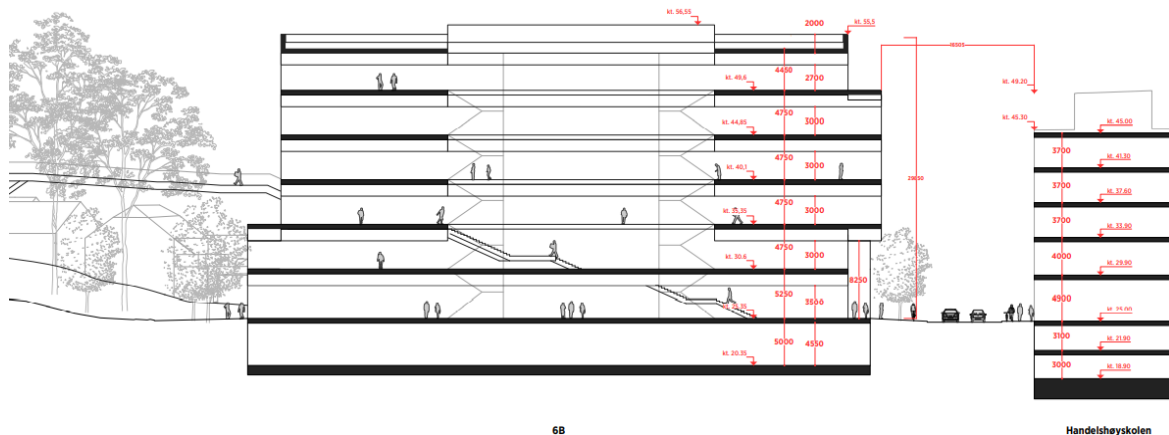 kt. 56,55
2000
kt. 55,5
kt. 49,6
4450
2700
kt. 49.20
kt. 44,85
4750
3000
kt. 45.30
kt. 45.00
3700
kt. 40,1
4750
3000
kt. 41.30
3700
kt. 37.60
kt. 35,35
4750
3000
3700
kt. 33.90
kt. 30.6
4750
3000
8250
4000
kt. 29.90
5250
3500
4900
kt. 25.00
5000
4550
3100
kt. 21.90
kt. 20.35
3000
kt. 18.90
6B
Handelshøyskolen